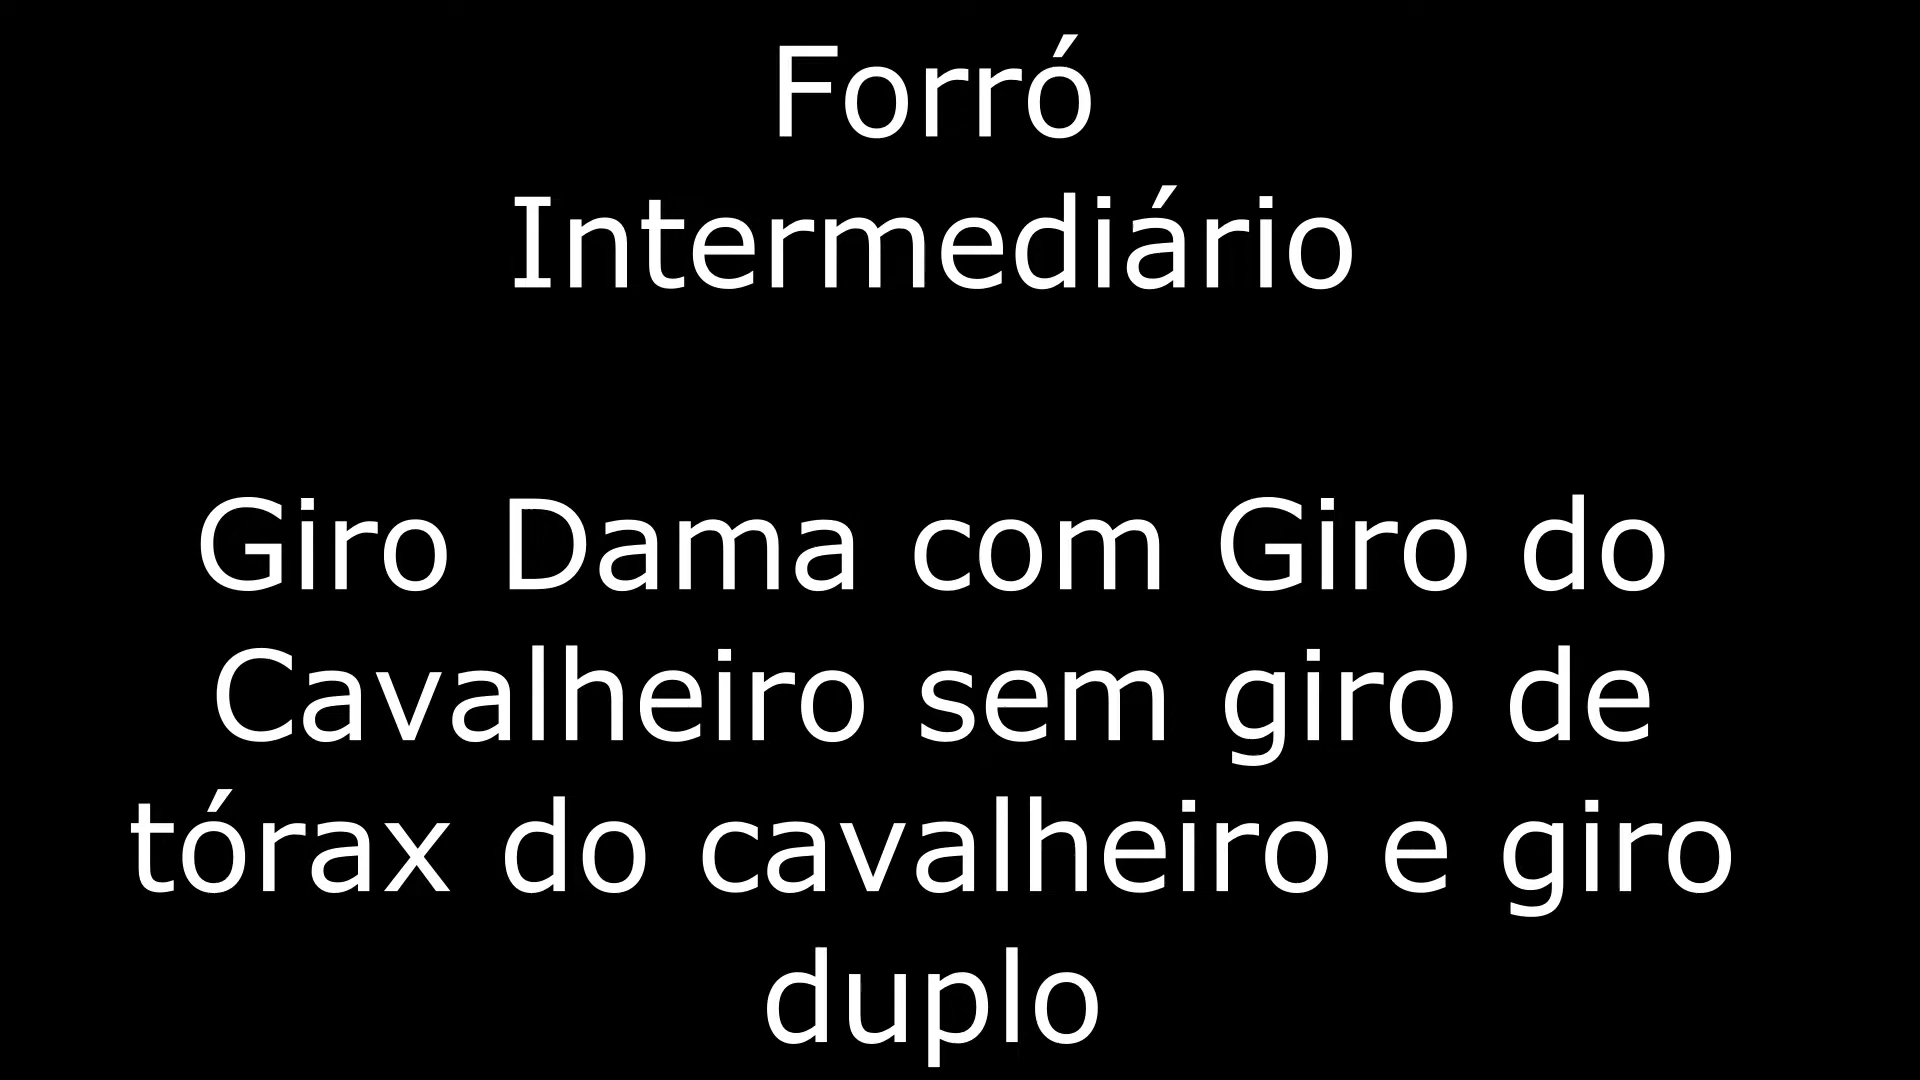 Forró
Intermediário
Giro Dama com Giro do
Cavalheiro sem giro de
tórax do cavalheiro e giro
duplo